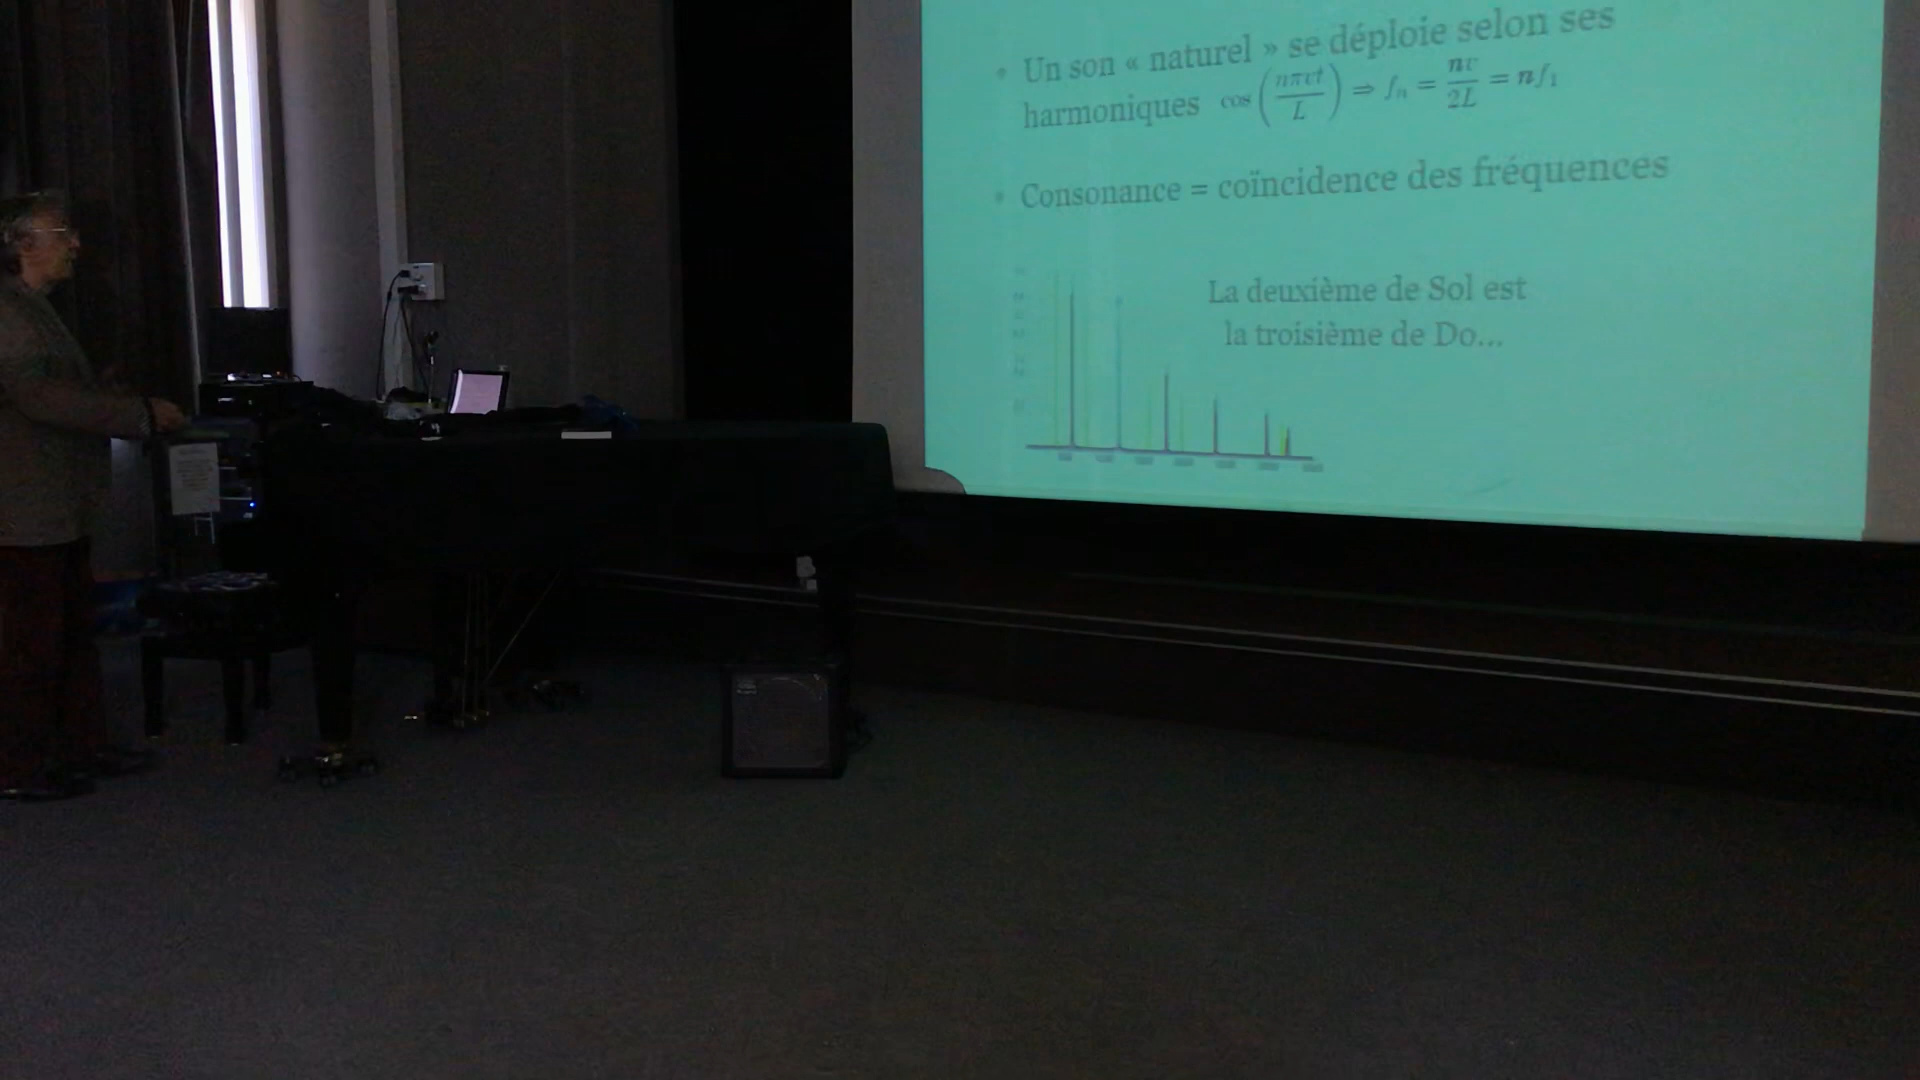 • Un son « naturel » se déploie selon ses
harmoniques cos(nπvt/L) ⇒ fₙ = nv/2L = nf₁
• Consonance = coïncidence des fréquences
La deuxième de Sol est
la troisième de Do...